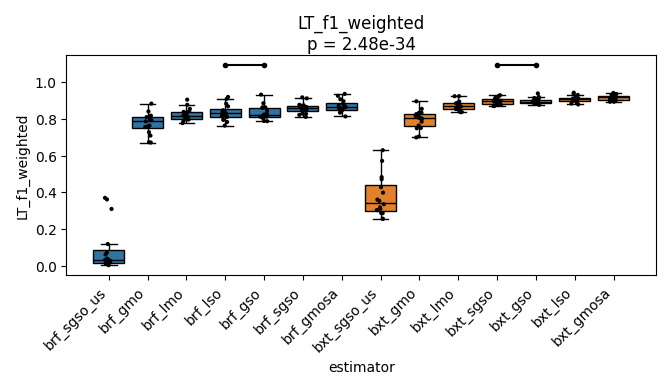 LT_f1_weighted
p = 2.48e-34
LT_f1_weighted
1.0
0.8
0.6
0.4
0.2
0.0
brf_sgso_us
brf_gmo
brf_lmo
brf_lso
brf_gso
brf_sgso
brf_gmosa
bxt_sgso_us
bxt_gmo
bxt_lmo
bxt_sgso
bxt_gso
bxt_lso
bxt_gmosa
estimator